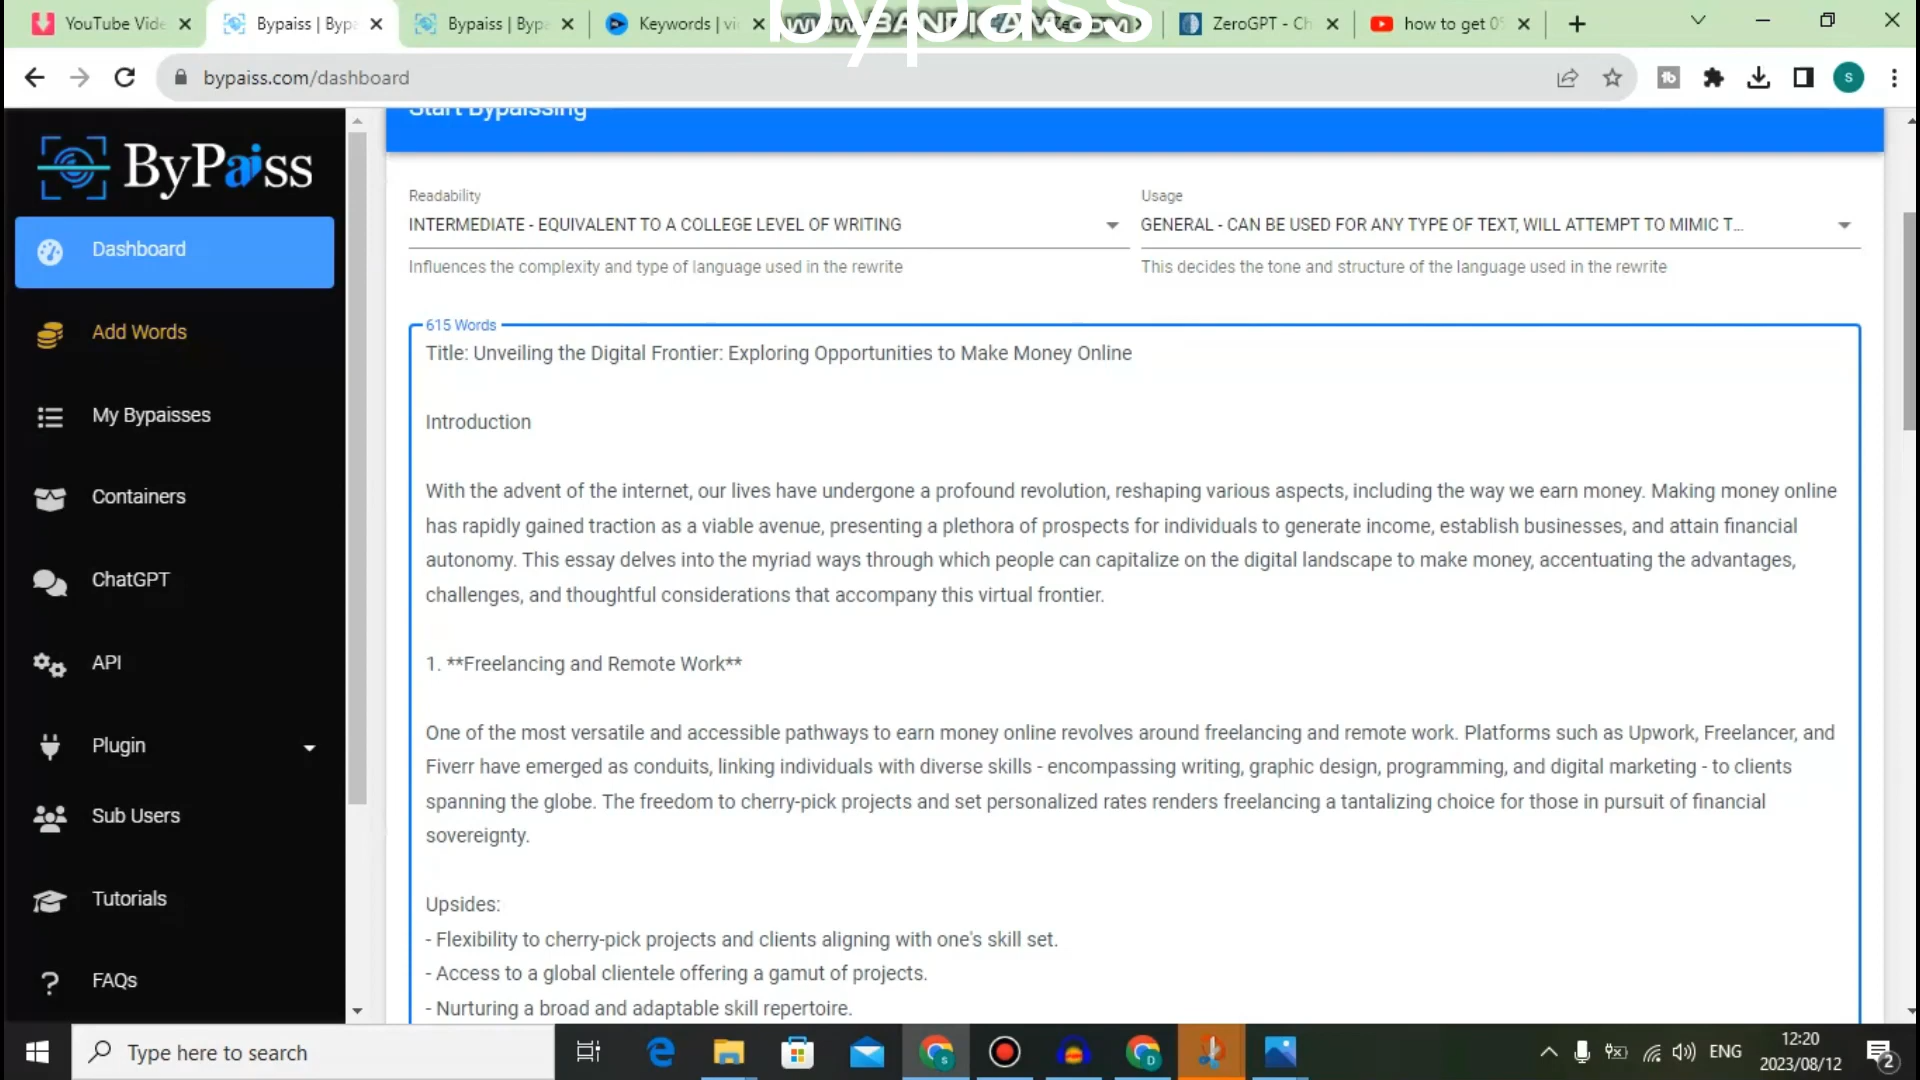 YouTube Vide
Bypaiss | Bypa
Bypaiss | Bypa
Keywords | vi
www.BANDICAM.com
bypass
ZeroGPT - Ch
how to get 0
bypaiss.com/dashboard
S
Start Bypaissing
ByPaiss
Dashboard
Add Words
My Bypaisses
Containers
ChatGPT
API
Plugin
Sub Users
Tutorials
FAQs
Readability
INTERMEDIATE - EQUIVALENT TO A COLLEGE LEVEL OF WRITING
Influences the complexity and type of language used in the rewrite
Usage
GENERAL - CAN BE USED FOR ANY TYPE OF TEXT, WILL ATTEMPT TO MIMIC T...
This decides the tone and structure of the language used in the rewrite
615 Words
Title: Unveiling the Digital Frontier: Exploring Opportunities to Make Money Online
Introduction
With the advent of the internet, our lives have undergone a profound revolution, reshaping various aspects, including the way we earn money. Making money online
has rapidly gained traction as a viable avenue, presenting a plethora of prospects for individuals to generate income, establish businesses, and attain financial
autonomy. This essay delves into the myriad ways through which people can capitalize on the digital landscape to make money, accentuating the advantages,
challenges, and thoughtful considerations that accompany this virtual frontier.
1. **Freelancing and Remote Work**
One of the most versatile and accessible pathways to earn money online revolves around freelancing and remote work. Platforms such as Upwork, Freelancer, and
Fiverr have emerged as conduits, linking individuals with diverse skills - encompassing writing, graphic design, programming, and digital marketing - to clients
spanning the globe. The freedom to cherry-pick projects and set personalized rates renders freelancing a tantalizing choice for those in pursuit of financial
sovereignty.
Upsides:
- Flexibility to cherry-pick projects and clients aligning with one's skill set.
- Access to a global clientele offering a gamut of projects.
- Nurturing a broad and adaptable skill repertoire.
Type here to search
ENG
12:20
2023/08/12
2